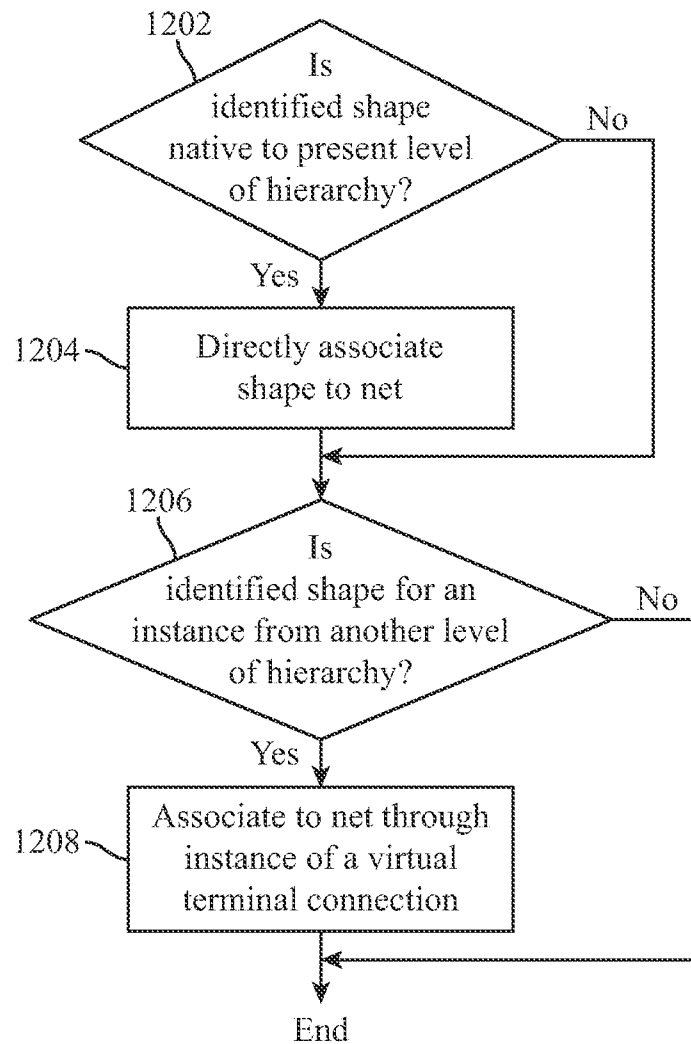 1202
Is
identified shape
native to present level
of hierarchy?
No
Yes
1204
Directly associate
shape to net
1206
Is
identified shape for an
instance from another level
of hierarchy?
No
Yes
1208
Associate to net through
instance of a virtual
terminal connection
End